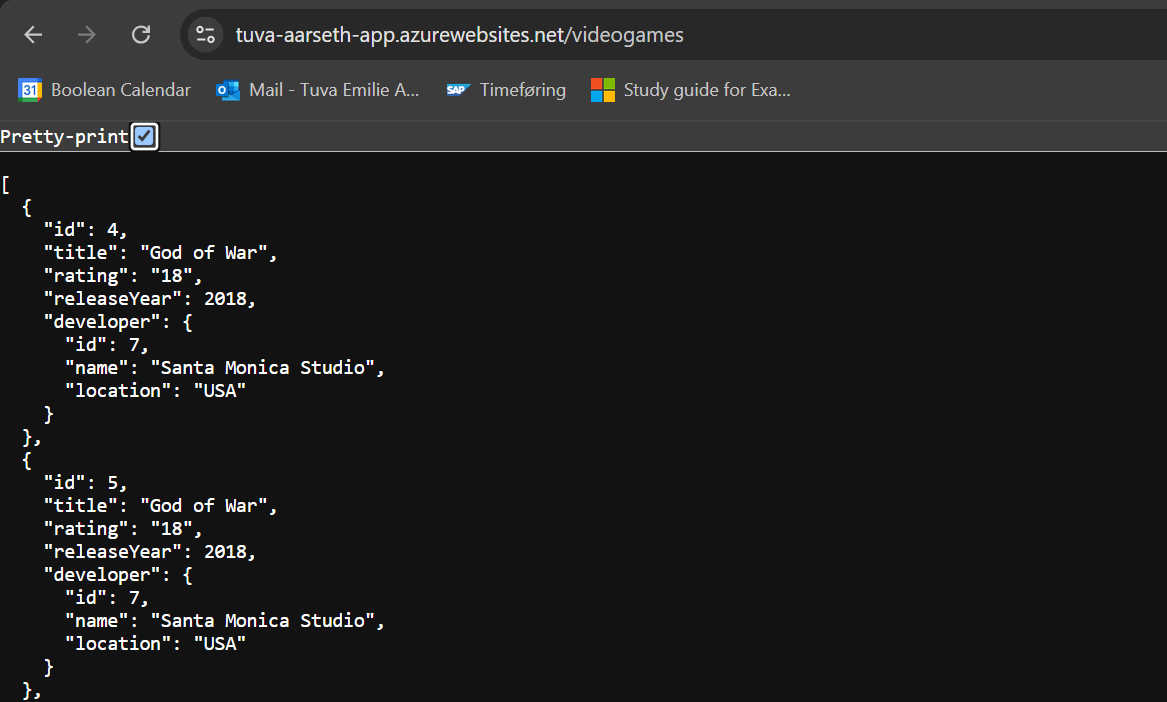 tuva-aarseth-app.azurewebsites.net/videogames
31 Boolean Calendar Mail - Tuva Emilie A... SAP Timeføring Study guide for Exa...
Pretty-print
[
  {
    "id": 4,
    "title": "God of War",
    "rating": "18",
    "releaseYear": 2018,
    "developer": {
      "id": 7,
      "name": "Santa Monica Studio",
      "location": "USA"
    }
  },
  {
    "id": 5,
    "title": "God of War",
    "rating": "18",
    "releaseYear": 2018,
    "developer": {
      "id": 7,
      "name": "Santa Monica Studio",
      "location": "USA"
    }
  },